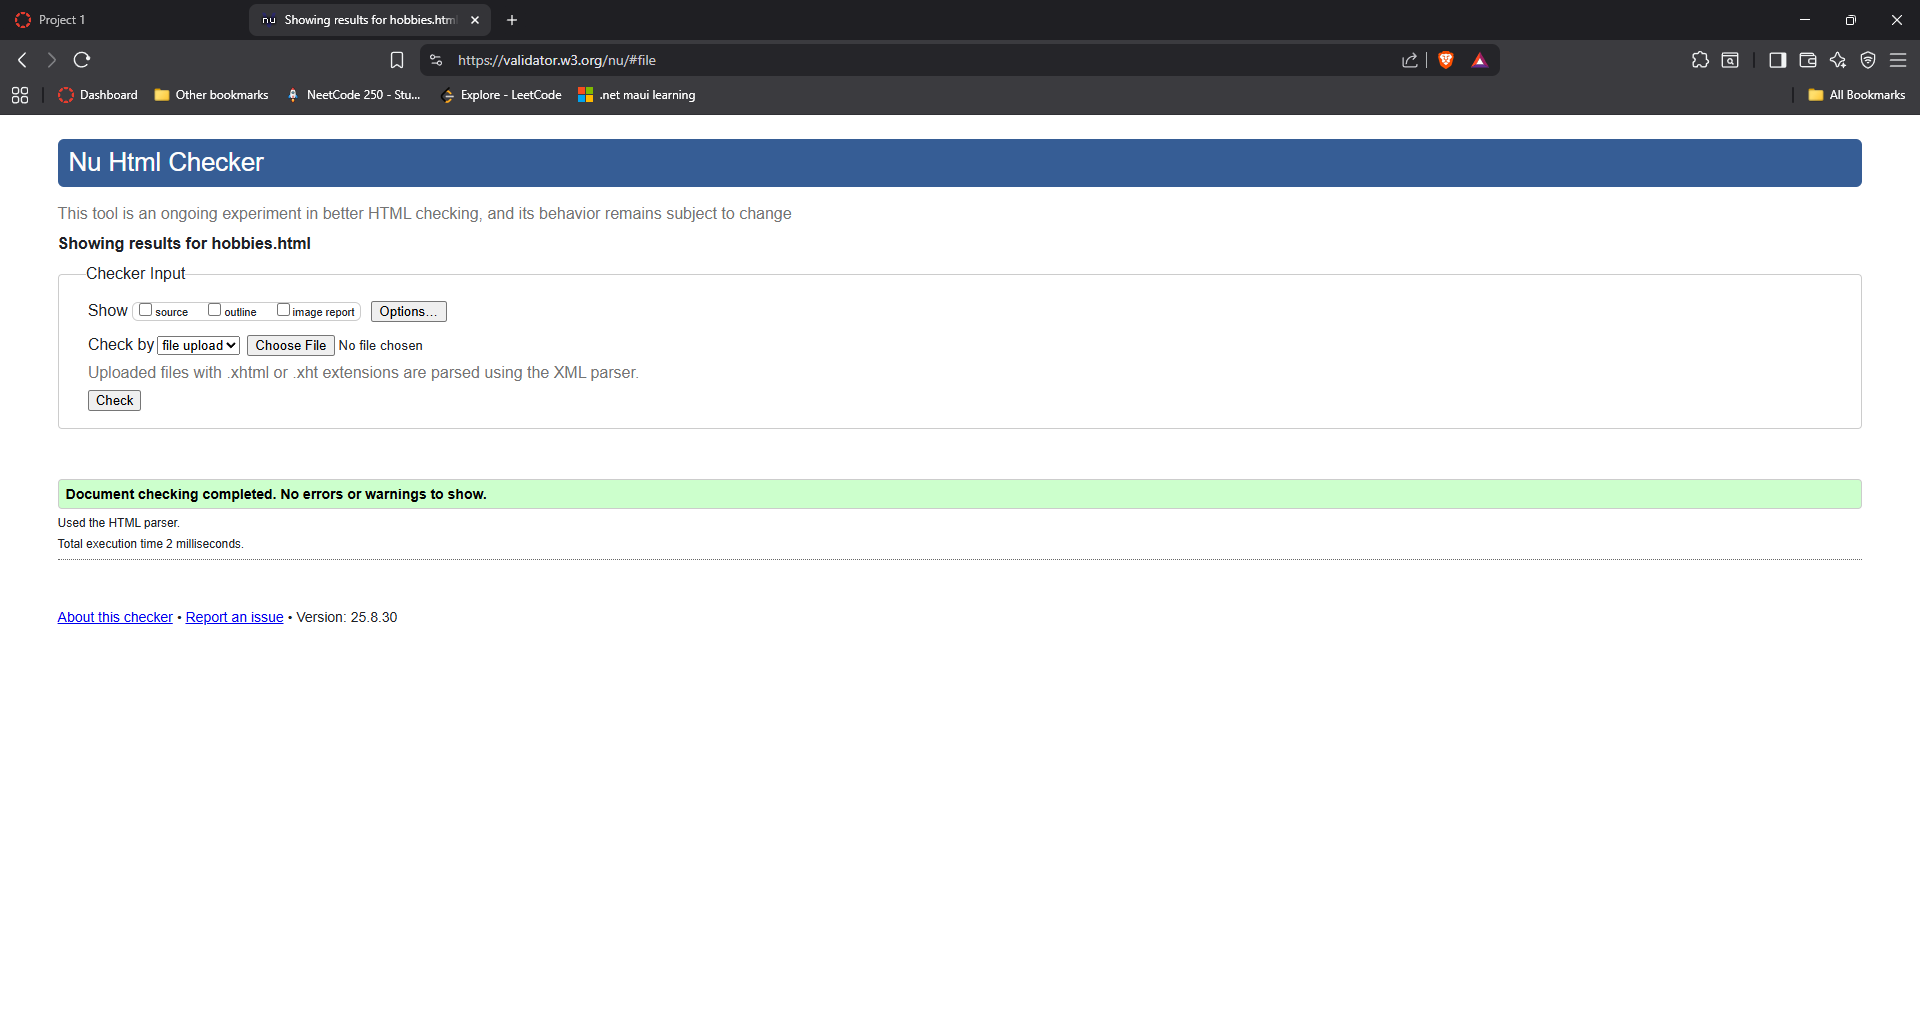 Project 1
nu Showing results for hobbies.htm
https://validator.w3.org/nu/#file
Dashboard Other bookmarks NeetCode 250 - Stu... Explore - LeetCode .net maui learning All Bookmarks
Nu Html Checker
This tool is an ongoing experiment in better HTML checking, and its behavior remains subject to change
Showing results for hobbies.html
Checker Input
Show source outline image report Options...
Check by file upload Choose File No file chosen
Uploaded files with .xhtml or .xht extensions are parsed using the XML parser.
Check
Document checking completed. No errors or warnings to show.
Used the HTML parser.
Total execution time 2 milliseconds.
About this checker • Report an issue • Version: 25.8.30